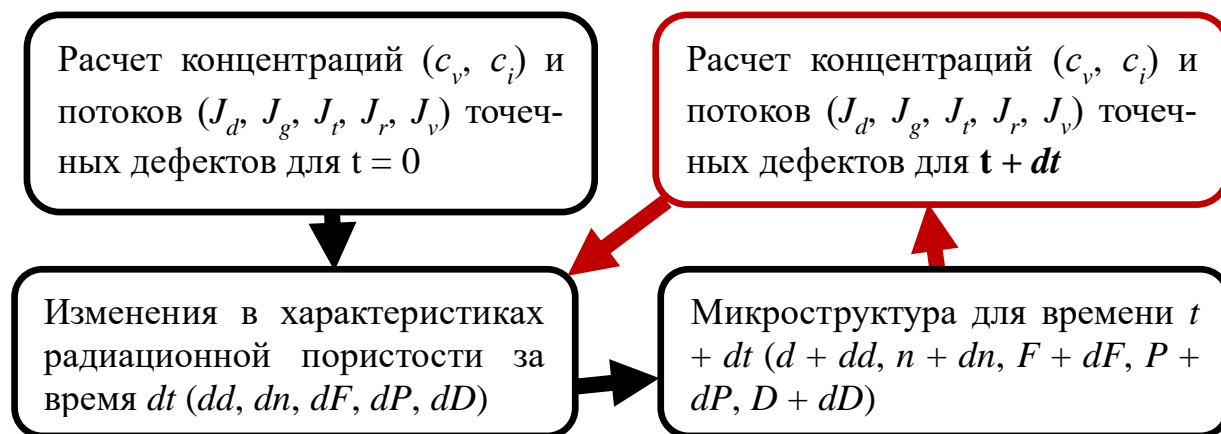 Расчет концентраций (c_v, c_i) и
потоков (J_d, J_g, J_t, J_r, J_v) точеч-
ных дефектов для t = 0
Расчет концентраций (c_v, c_i) и
потоков (J_d, J_g, J_t, J_r, J_v) точеч-
ных дефектов для t + dt
Изменения в характеристиках
радиационной пористости за
время dt (dd, dn, dF, dP, dD)
Микроструктура для времени t
+ dt (d + dd, n + dn, F + dF, P +
dP, D + dD)